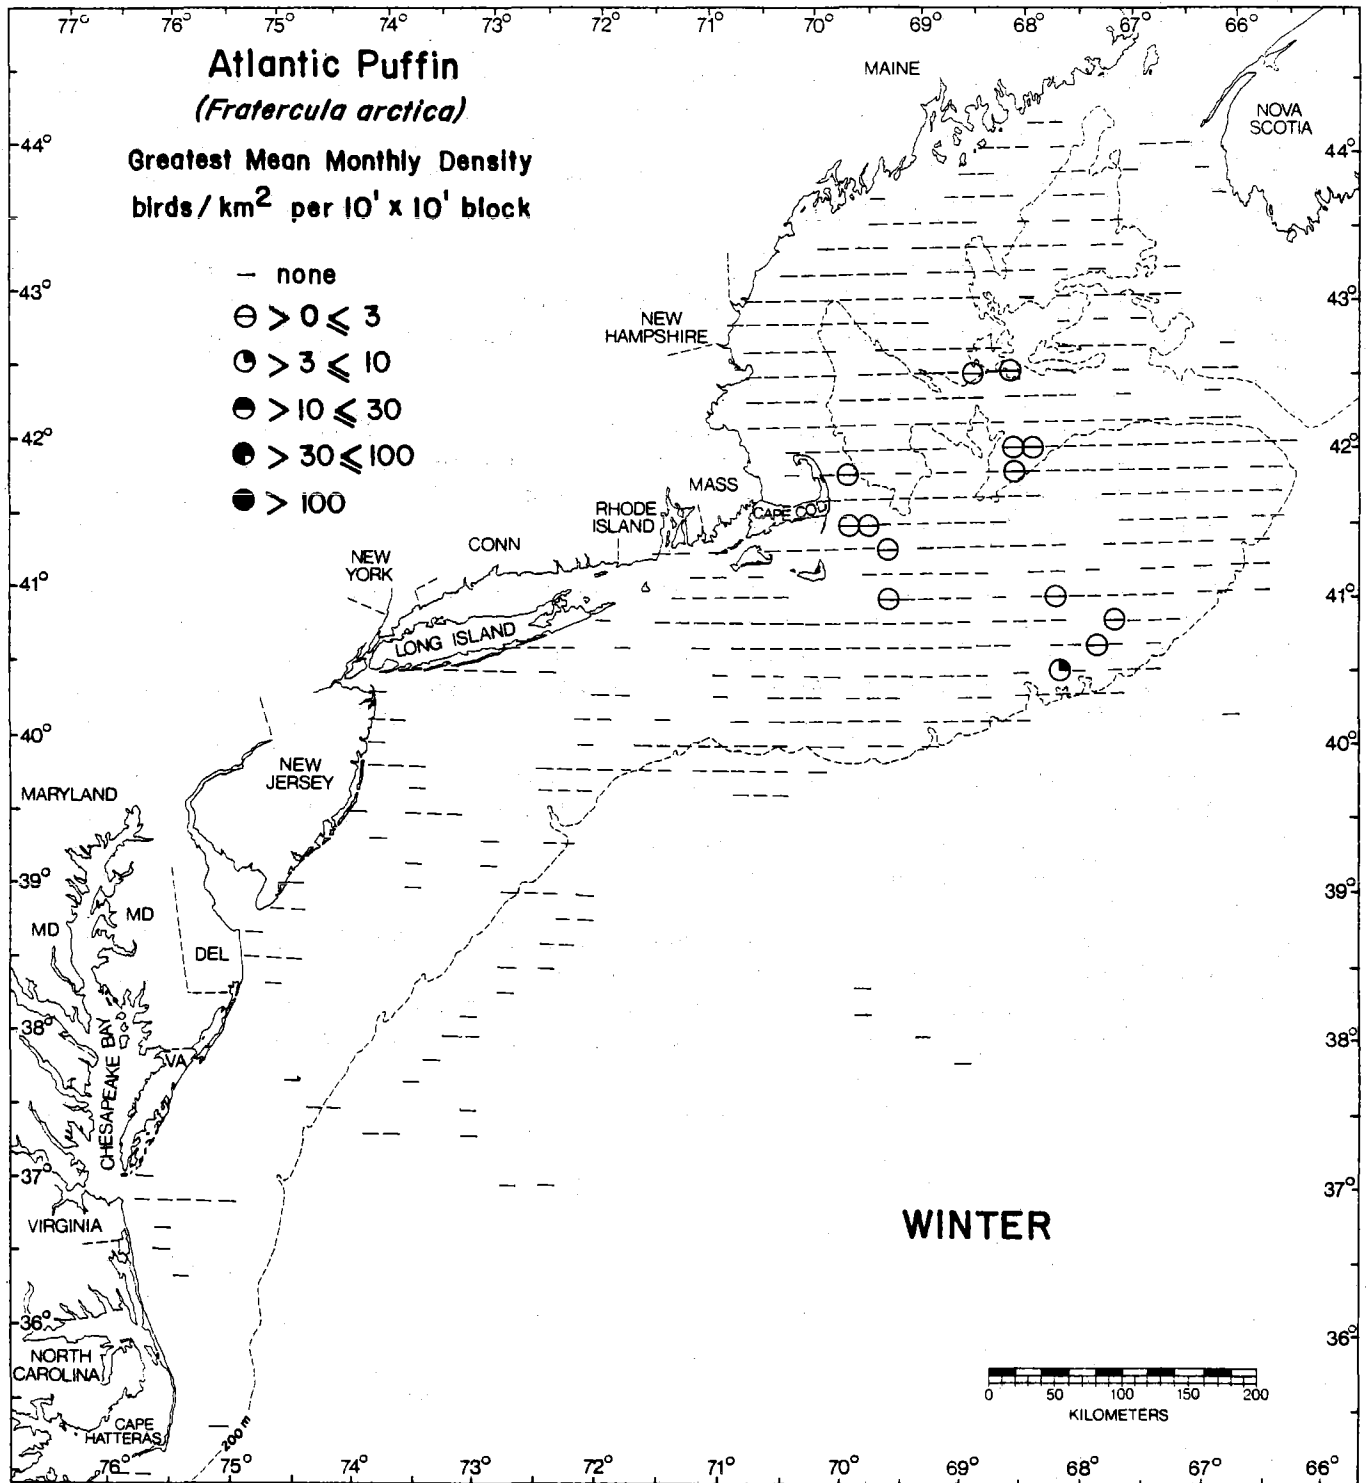 77° 76° 75° 74° 73° 72° 71° 70° 69° 68° 67° 66°
Atlantic Puffin
(Fratercula arctica)
Greatest Mean Monthly Density
birds/km² per 10' x 10' block
– none
> 0 ≤ 3
> 3 ≤ 10
> 10 ≤ 30
> 30 ≤ 100
> 100
MAINE
NOVA
SCOTIA
44° 44°
43° 43°
NEW
HAMPSHIRE
42° 42°
MASS
CAPE COD
RHODE
ISLAND
CONN
NEW
YORK
41° 41°
LONG ISLAND
40° 40°
NEW
JERSEY
MARYLAND
39° 39°
MD
MD
DEL
38° 38°
CHESAPEAKE BAY
VA
37° 37°
VIRGINIA
WINTER
36° 36°
NORTH
CAROLINA
CAPE
HATTERAS
200 m
0 50 100 150 200
KILOMETERS
76° 75° 74° 73° 72° 71° 70° 69° 68° 67° 66°